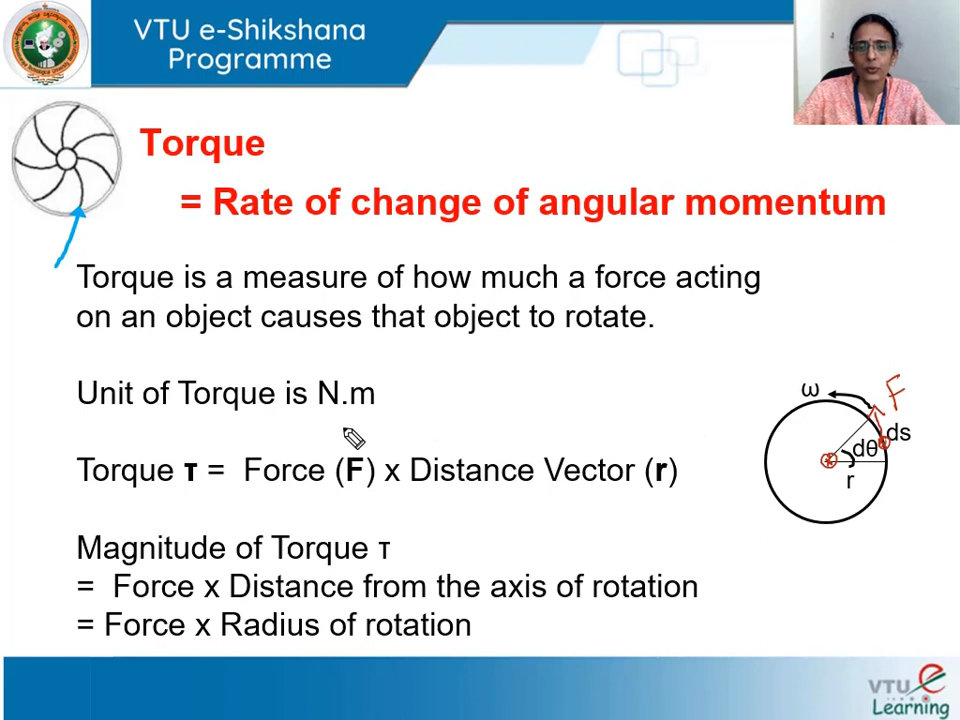 VTU e-Shikshana
Programme
Torque
= Rate of change of angular momentum
Torque is a measure of how much a force acting
on an object causes that object to rotate.
Unit of Torque is N.m
ω
F
ds
dθ
r
Torque τ = Force (F) x Distance Vector (r)
Magnitude of Torque τ
= Force x Distance from the axis of rotation
= Force x Radius of rotation
VTU e
Learning